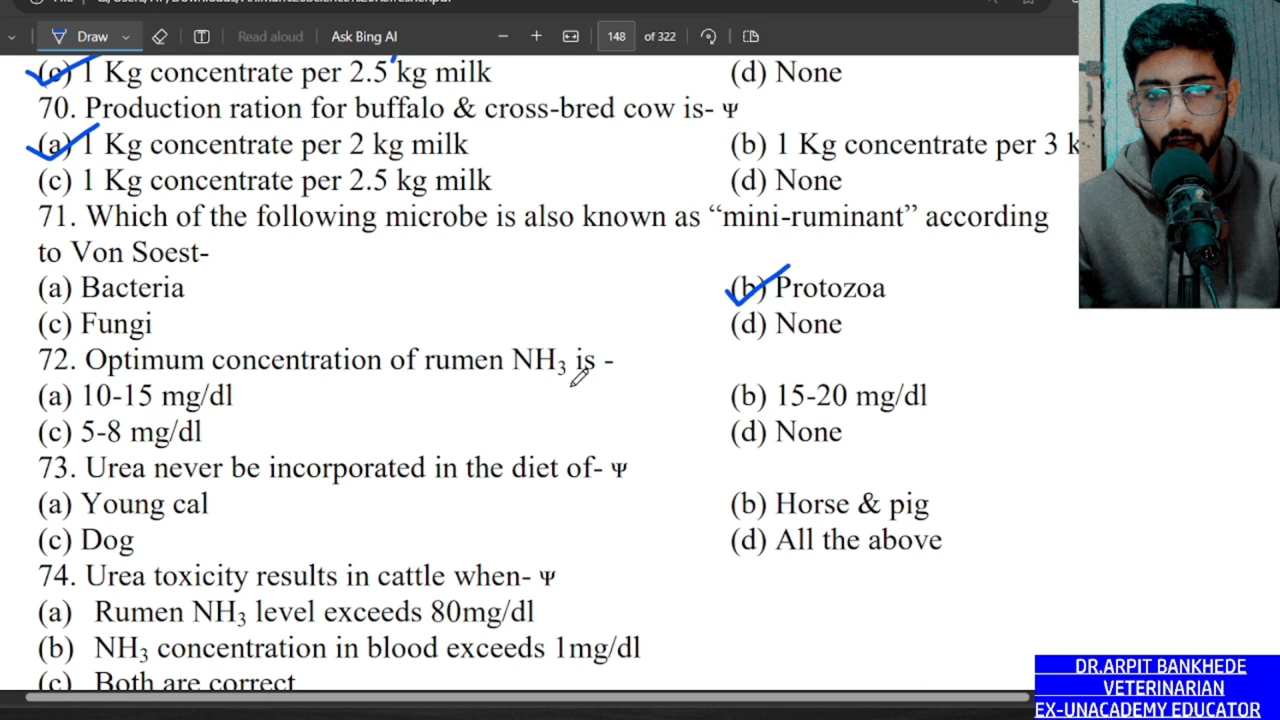 Draw
Read aloud
Ask Bing AI
148
of 322
(c) 1 Kg concentrate per 2.5 kg milk
(d) None
70. Production ration for buffalo & cross-bred cow is- Ψ
(a) 1 Kg concentrate per 2 kg milk
(b) 1 Kg concentrate per 3 k
(c) 1 Kg concentrate per 2.5 kg milk
(d) None
71. Which of the following microbe is also known as “mini-ruminant” according
to Von Soest-
(a) Bacteria
(b) Protozoa
(c) Fungi
(d) None
72. Optimum concentration of rumen NH₃ is -
(a) 10-15 mg/dl
(b) 15-20 mg/dl
(c) 5-8 mg/dl
(d) None
73. Urea never be incorporated in the diet of- Ψ
(a) Young cal
(b) Horse & pig
(c) Dog
(d) All the above
74. Urea toxicity results in cattle when- Ψ
(a) Rumen NH₃ level exceeds 80mg/dl
(b) NH₃ concentration in blood exceeds 1mg/dl
(c) Both are correct
DR.ARPIT BANKHEDE
VETERINARIAN
EX-UNACADEMY EDUCATOR